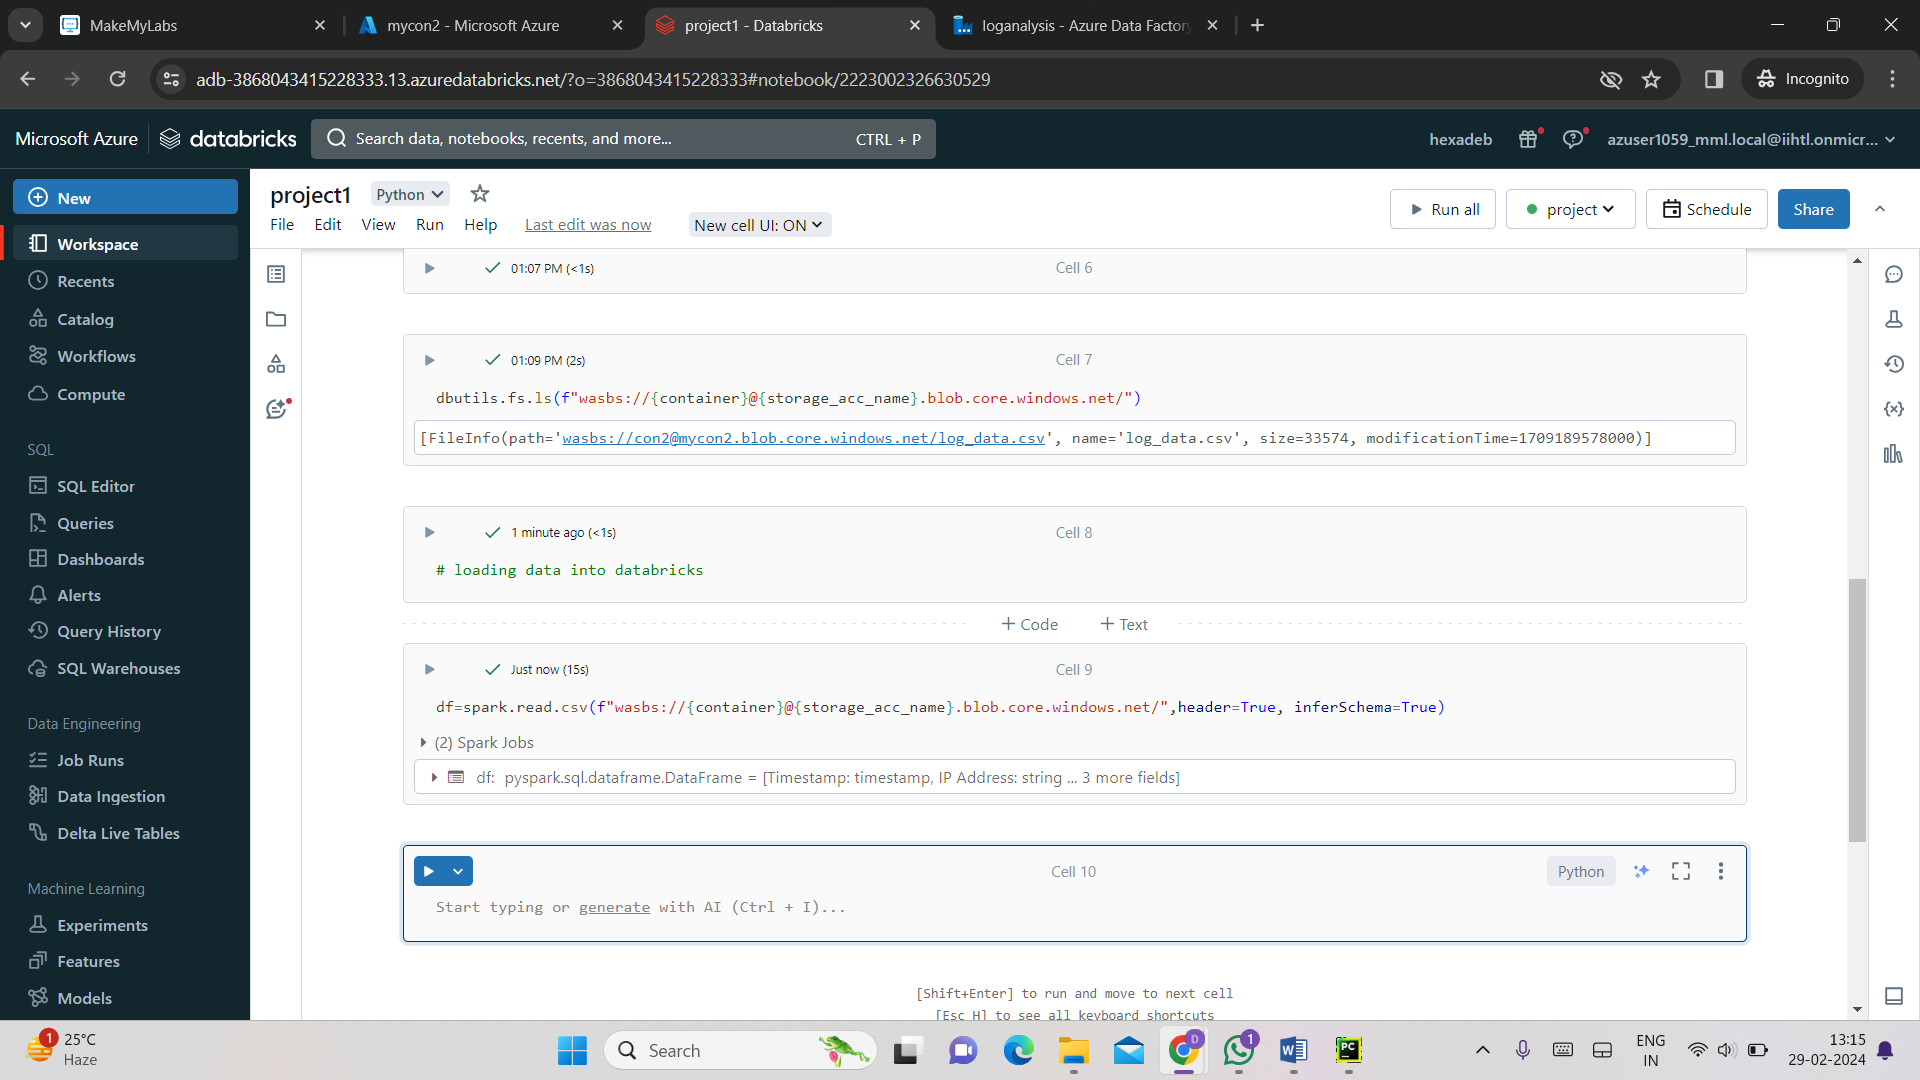 MakeMyLabs
mycon2 - Microsoft Azure
project1 - Databricks
loganalysis - Azure Data Factory
adb-3868043415228333.13.azuredatabricks.net/?o=3868043415228333#notebook/2223002326630529
Incognito
Microsoft Azure
databricks
Search data, notebooks, recents, and more...
CTRL + P
hexadeb
azuser1059_mml.local@iihtl.onmicr...
New
Workspace
Recents
Catalog
Workflows
Compute
SQL
SQL Editor
Queries
Dashboards
Alerts
Query History
SQL Warehouses
Data Engineering
Job Runs
Data Ingestion
Delta Live Tables
Machine Learning
Experiments
Features
Models
project1
Python
File Edit View Run Help
Last edit was now
New cell UI: ON
Run all
project
Schedule
Share
01:07 PM (<1s)
Cell 6
01:09 PM (2s)
Cell 7
dbutils.fs.ls(f"wasbs://{container}@{storage_acc_name}.blob.core.windows.net/")
[FileInfo(path='wasbs://con2@mycon2.blob.core.windows.net/log_data.csv', name='log_data.csv', size=33574, modificationTime=1709189578000)]
1 minute ago (<1s)
Cell 8
# loading data into databricks
+ Code
+ Text
Just now (15s)
Cell 9
df=spark.read.csv(f"wasbs://{container}@{storage_acc_name}.blob.core.windows.net/",header=True, inferSchema=True)
(2) Spark Jobs
df: pyspark.sql.dataframe.DataFrame = [Timestamp: timestamp, IP Address: string ... 3 more fields]
Cell 10
Python
Start typing or generate with AI (Ctrl + I)...
[Shift+Enter] to run and move to next cell
[Esc H] to see all keyboard shortcuts
1
25°C
Haze
Search
D
1
PC
ENG
IN
13:15
29-02-2024